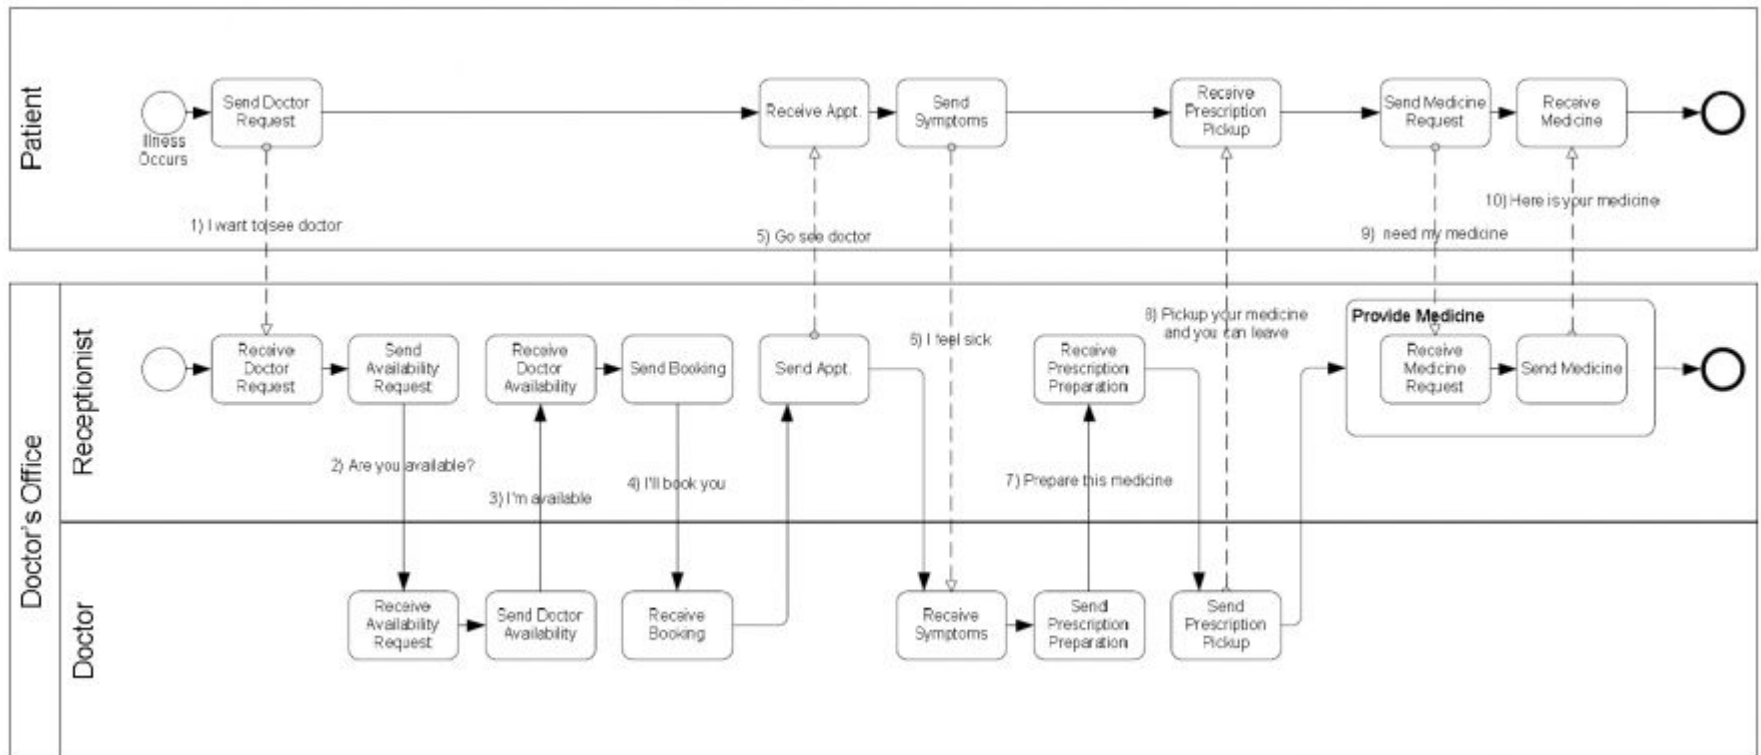 Patient
Illness
Occurs
Send Doctor
Request
Receive Appt.
Send
Symptoms
Receive
Prescription
Pickup
Send Medicine
Request
Receive
Medicine
1) I want to see doctor
5) Go see doctor
9) need my medicine
10) Here is your medicine
Doctor's Office
Receptionist
Receive
Doctor
Request
Send
Availability
Request
Receive
Doctor
Availability
Send Booking
Send Appt.
6) I feel sick
Receive
Prescription
Preparation
8) Pickup your medicine
and you can leave
Provide Medicine
Receive
Medicine
Request
Send Medicine
2) Are you available?
3) I'm available
4) I'll book you
7) Prepare this medicine
Doctor
Receive
Availability
Request
Send Doctor
Availability
Receive
Booking
Receive
Symptoms
Send
Prescription
Preparation
Send
Prescription
Pickup